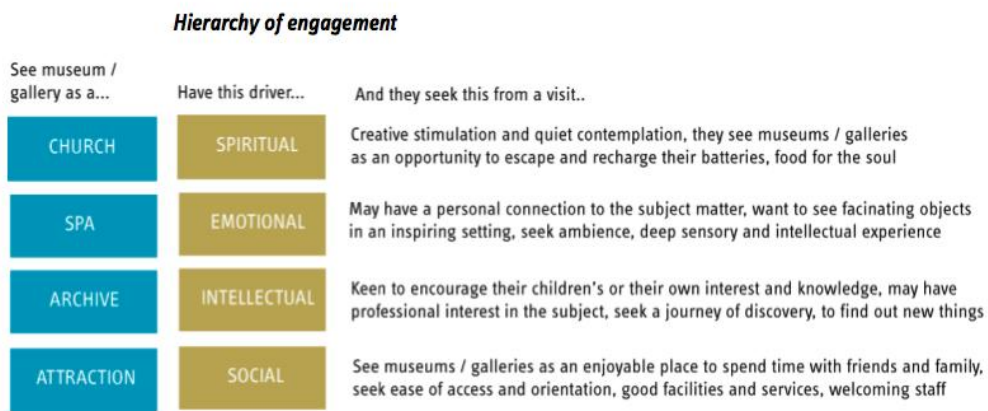 Hierarchy of engagement
See museum /
gallery as a...
Have this driver...
And they seek this from a visit..
CHURCH
SPIRITUAL
Creative stimulation and quiet contemplation, they see museums / galleries
as an opportunity to escape and recharge their batteries, food for the soul
SPA
EMOTIONAL
May have a personal connection to the subject matter, want to see facinating objects
in an inspiring setting, seek ambience, deep sensory and intellectual experience
ARCHIVE
INTELLECTUAL
Keen to encourage their children's or their own interest and knowledge, may have
professional interest in the subject, seek a journey of discovery, to find out new things
ATTRACTION
SOCIAL
See museums / galleries as an enjoyable place to spend time with friends and family,
seek ease of access and orientation, good facilities and services, welcoming staff